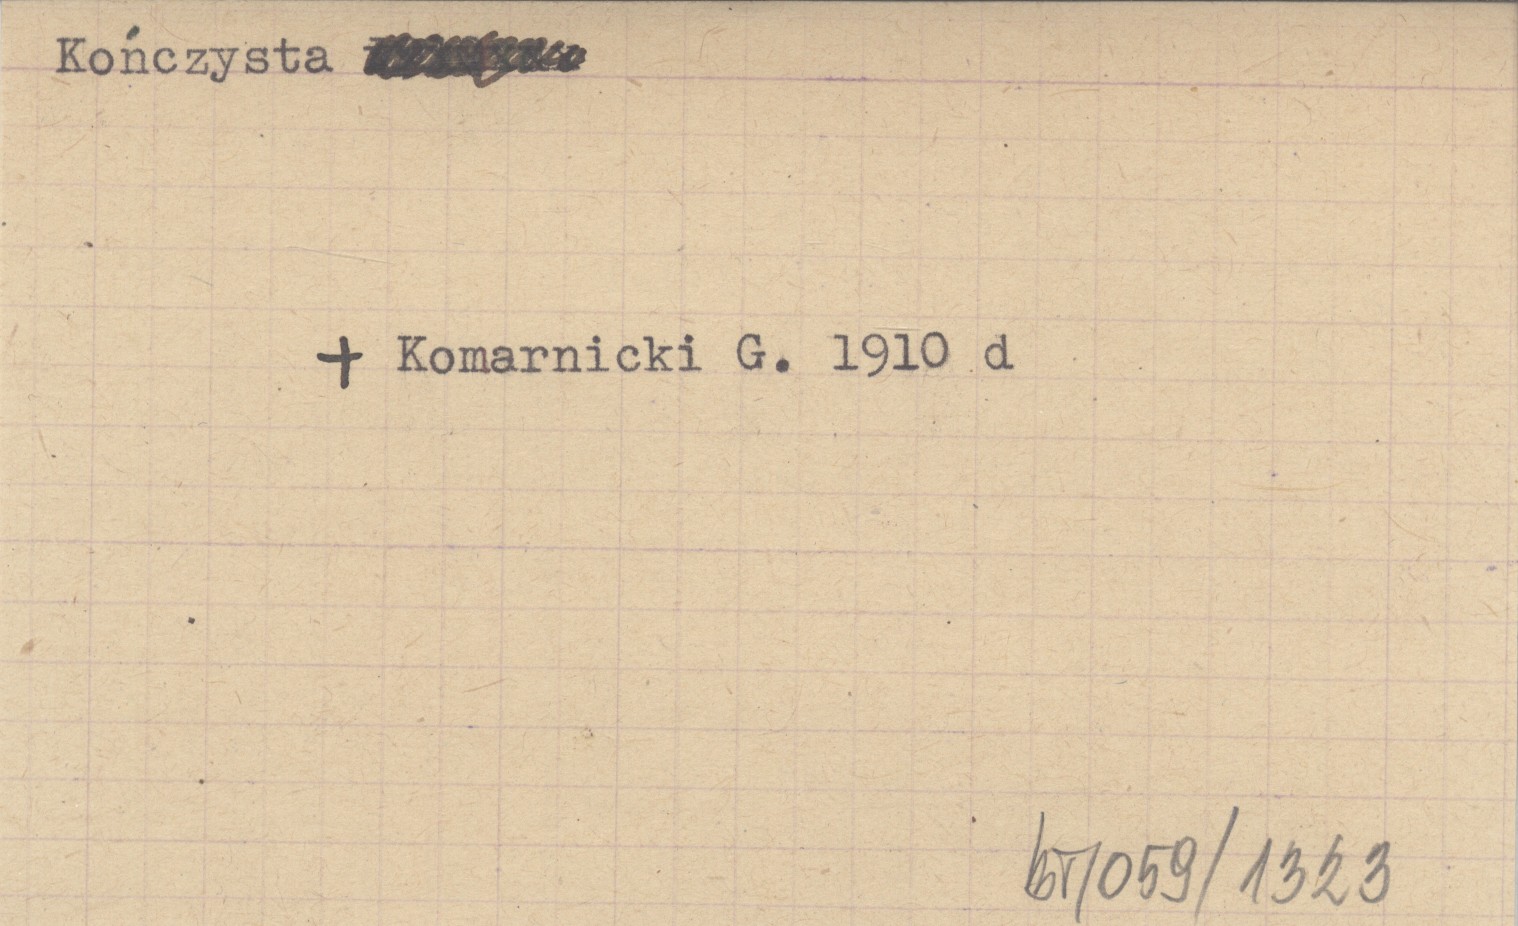 Kończysta
+ Komarnicki G. 1910 d
bT/059/1323